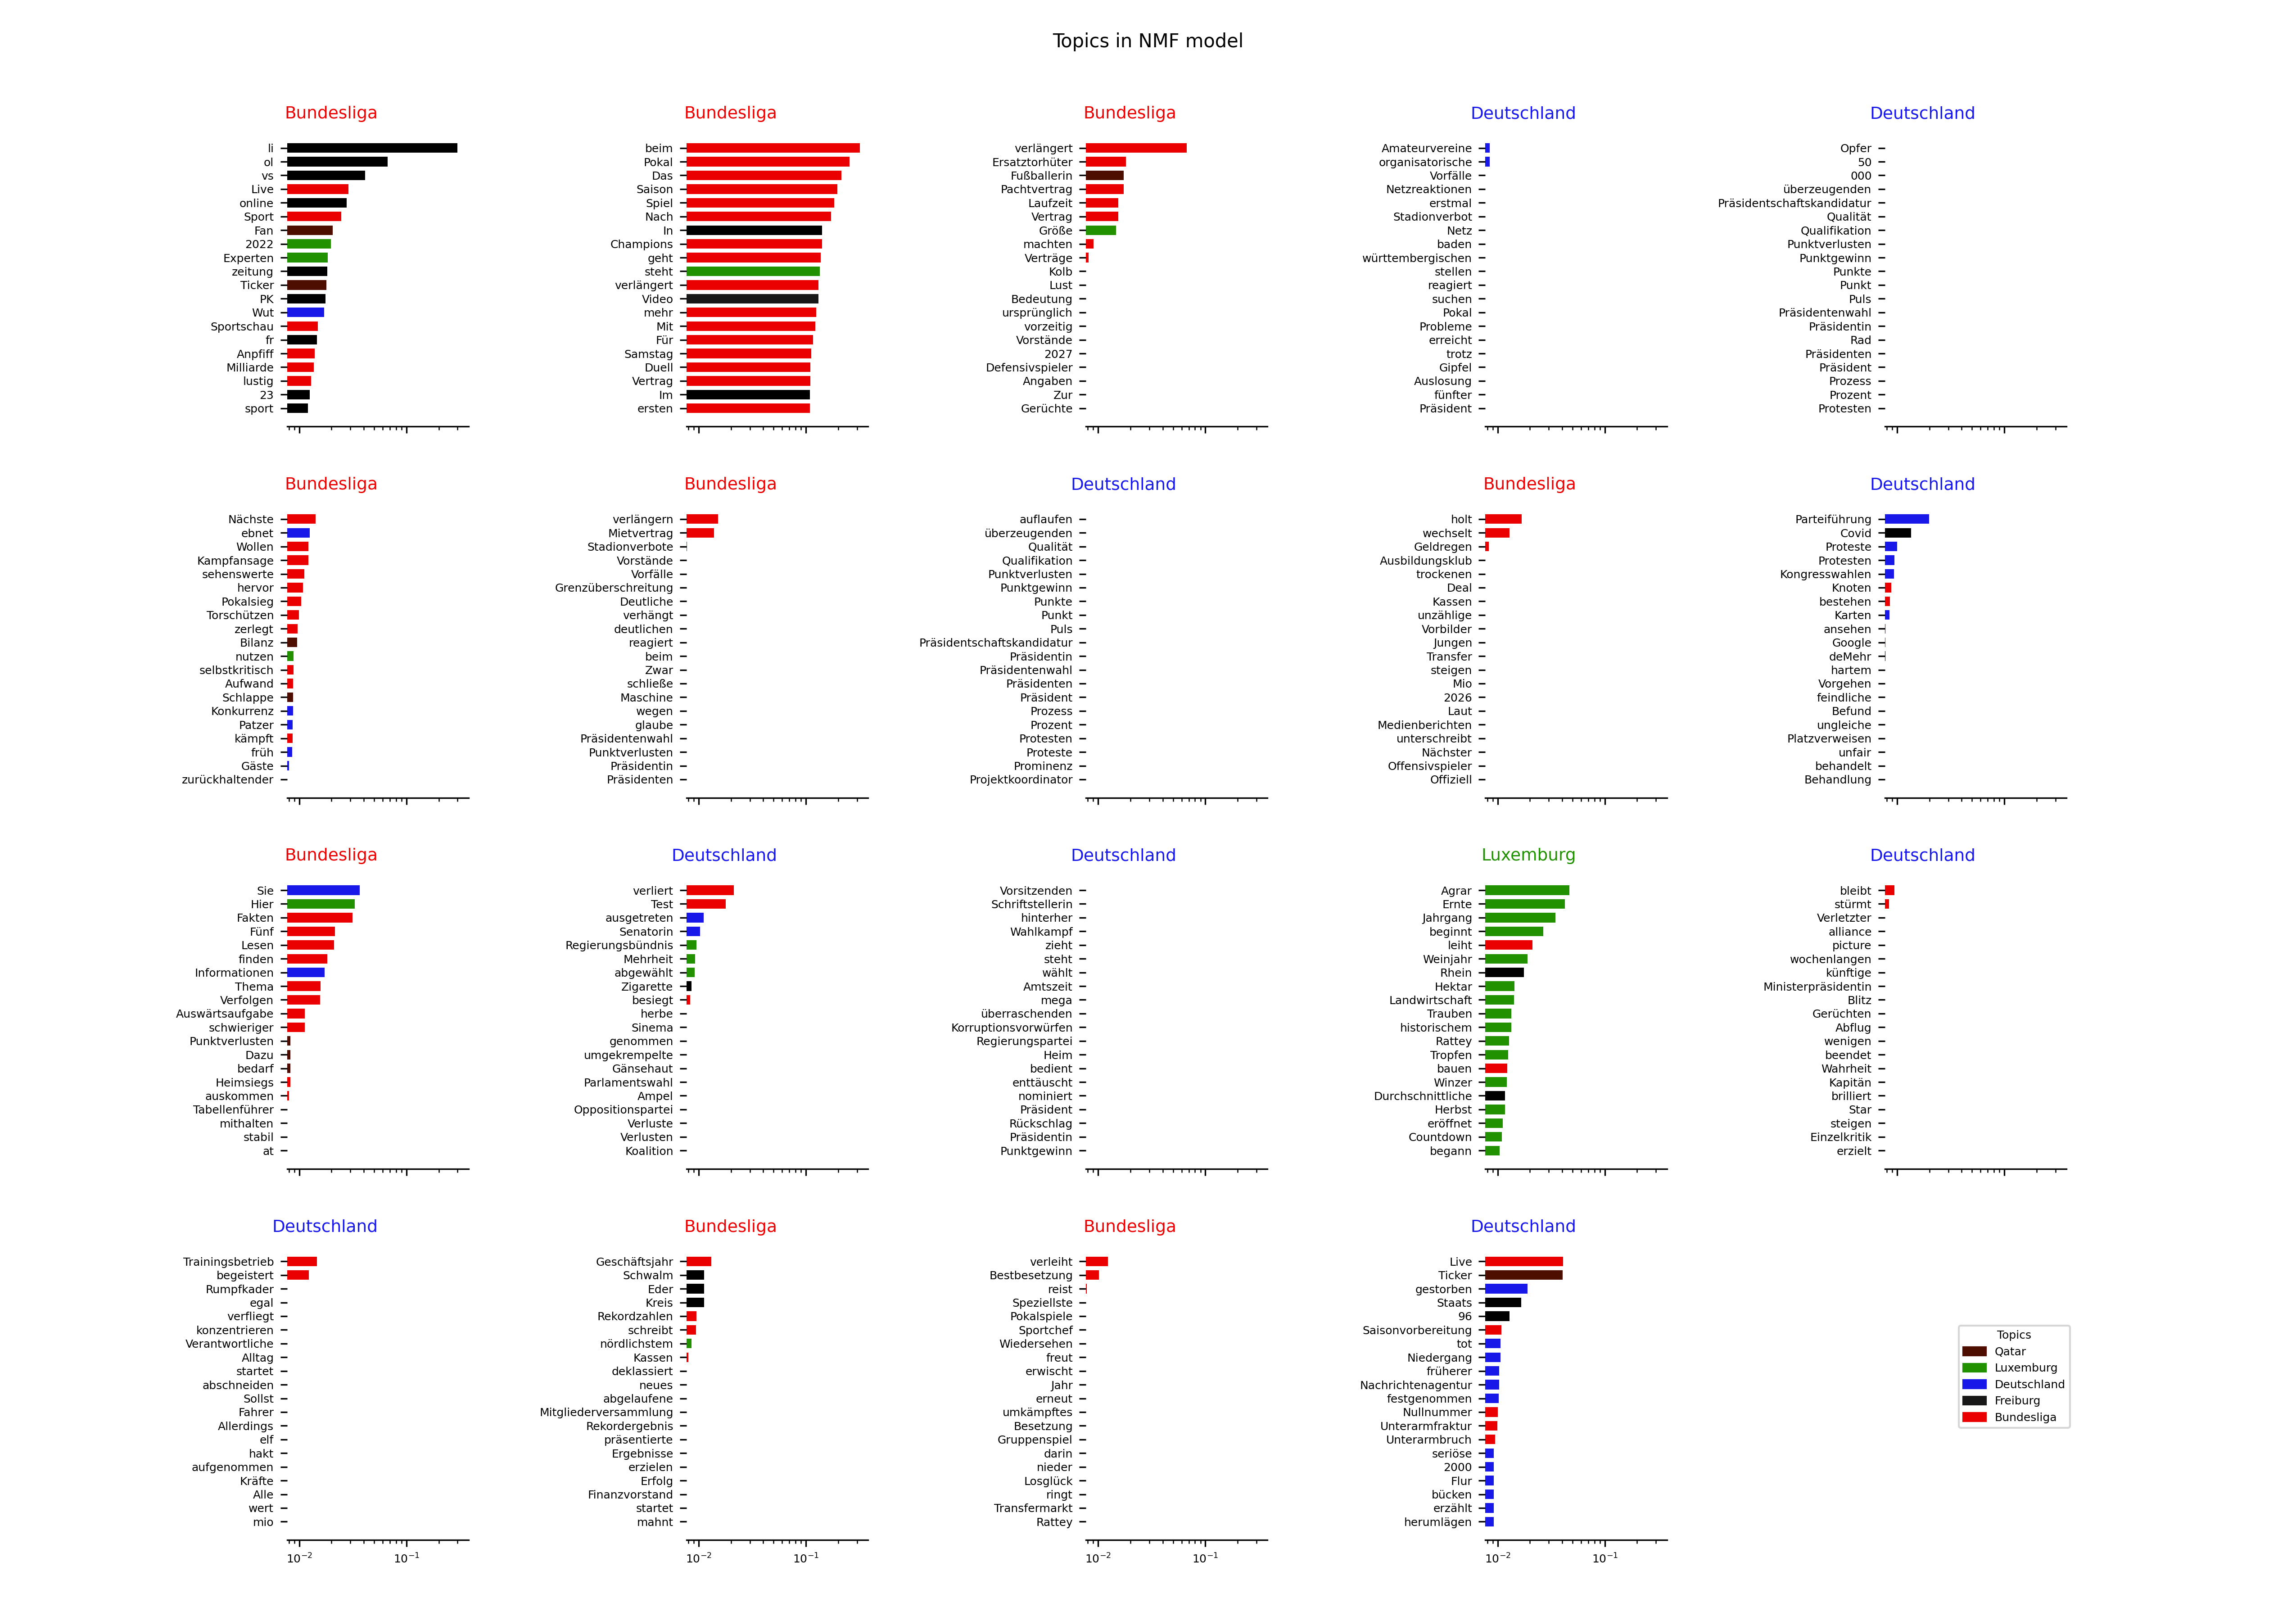 Topics in NMF model
Bundesliga
li
ol
vs
Live
online
Sport
Fan
2022
Experten
zeitung
Ticker
PK
Wut
Sportschau
fr
Anpfiff
Milliarde
lustig
23
sport
Bundesliga
beim
Pokal
Das
Saison
Spiel
Nach
In
Champions
geht
steht
verlängert
Video
mehr
Mit
Für
Samstag
Duell
Vertrag
Im
ersten
Bundesliga
verlängert
Ersatztorhüter
Fußballerin
Pachtvertrag
Laufzeit
Vertrag
Größe
machten
Verträge
Kolb
Lust
Bedeutung
ursprünglich
vorzeitig
Vorstände
2027
Defensivspieler
Angaben
Zur
Gerüchte
Deutschland
Amateurvereine
organisatorische
Vorfälle
Netzreaktionen
erstmal
Stadionverbot
Netz
baden
württembergischen
stellen
reagiert
suchen
Pokal
Probleme
erreicht
trotz
Gipfel
Auslosung
fünfter
Präsident
Deutschland
Opfer
50
000
überzeugenden
Präsidentschaftskandidatur
Qualität
Qualifikation
Punktverlusten
Punktgewinn
Punkte
Punkt
Puls
Präsidentenwahl
Präsidentin
Rad
Präsidenten
Präsident
Prozess
Prozent
Protesten
Bundesliga
Nächste
ebnet
Wollen
Kampfansage
sehenswerte
hervor
Pokalsieg
Torschützen
zerlegt
Bilanz
nutzen
selbstkritisch
Aufwand
Schlappe
Konkurrenz
Patzer
kämpft
früh
Gäste
zurückhaltender
Bundesliga
verlängern
Mietvertrag
Stadionverbote
Vorstände
Vorfälle
Grenzüberschreitung
Deutliche
verhängt
deutlichen
reagiert
beim
Zwar
schließe
Maschine
wegen
glaube
Präsidentenwahl
Punktverlusten
Präsidentin
Präsidenten
Deutschland
auflaufen
überzeugenden
Qualität
Qualifikation
Punktverlusten
Punktgewinn
Punkte
Punkt
Puls
Präsidentschaftskandidatur
Präsidentin
Präsidentenwahl
Präsidenten
Präsident
Prozess
Prozent
Protesten
Proteste
Prominenz
Projektkoordinator
Bundesliga
holt
wechselt
Geldregen
Ausbildungsklub
trockenen
Deal
Kassen
unzählige
Vorbilder
Jungen
Transfer
steigen
Mio
2026
Laut
Medienberichten
unterschreibt
Nächster
Offensivspieler
Offiziell
Deutschland
Parteiführung
Covid
Proteste
Protesten
Kongresswahlen
Knoten
bestehen
Karten
ansehen
Google
deMehr
hartem
Vorgehen
feindliche
Befund
ungleiche
Platzverweisen
unfair
behandelt
Behandlung
Bundesliga
Sie
Hier
Fakten
Fünf
Lesen
finden
Informationen
Thema
Verfolgen
Auswärtsaufgabe
schwieriger
Punktverlusten
Dazu
bedarf
Heimsiegs
auskommen
Tabellenführer
mithalten
stabil
at
Deutschland
verliert
Test
ausgetreten
Senatorin
Regierungsbündnis
Mehrheit
abgewählt
Zigarette
besiegt
herbe
Sinema
genommen
umgekrempelte
Gänsehaut
Parlamentswahl
Ampel
Oppositionspartei
Verluste
Verlusten
Koalition
Deutschland
Vorsitzenden
Schriftstellerin
hinterher
Wahlkampf
zieht
steht
wählt
Amtszeit
mega
überraschenden
Korruptionsvorwürfen
Regierungspartei
Heim
bedient
enttäuscht
nominiert
Präsident
Rückschlag
Präsidentin
Punktgewinn
Luxemburg
Agrar
Ernte
Jahrgang
beginnt
leiht
Weinjahr
Rhein
Hektar
Landwirtschaft
Trauben
historischem
Rattey
Tropfen
bauen
Winzer
Durchschnittliche
Herbst
eröffnet
Countdown
begann
Deutschland
bleibt
stürmt
Verletzter
alliance
picture
wochenlangen
künftige
Ministerpräsidentin
Blitz
Gerüchten
Abflug
wenigen
beendet
Wahrheit
Kapitän
brilliert
Star
steigen
Einzelkritik
erzielt
Deutschland
Trainingsbetrieb
begeistert
Rumpfkader
egal
verfliegt
konzentrieren
Verantwortliche
Alltag
startet
abschneiden
Sollst
Fahrer
Allerdings
elf
hakt
aufgenommen
Kräfte
Alle
wert
mio
10⁻² 10⁻¹
Bundesliga
Geschäftsjahr
Schwalm
Eder
Kreis
Rekordzahlen
schreibt
nördlichstem
Kassen
deklassiert
neues
abgelaufene
Mitgliederversammlung
Rekordergebnis
präsentierte
Ergebnisse
erzielen
Erfolg
Finanzvorstand
startet
mahnt
10⁻² 10⁻¹
Bundesliga
verleiht
Bestbesetzung
reist
Speziellste
Pokalspiele
Sportchef
Wiedersehen
freut
erwischt
Jahr
erneut
umkämpftes
Besetzung
Gruppenspiel
darin
nieder
Losglück
ringt
Transfermarkt
Rattey
10⁻² 10⁻¹
Deutschland
Live
Ticker
gestorben
Staats
96
Saisonvorbereitung
tot
Niedergang
früherer
Nachrichtenagentur
festgenommen
Nullnummer
Unterarmfraktur
Unterarmbruch
seriöse
2000
Flur
bücken
erzählt
herumlägen
10⁻² 10⁻¹
Topics
Qatar
Luxemburg
Deutschland
Freiburg
Bundesliga